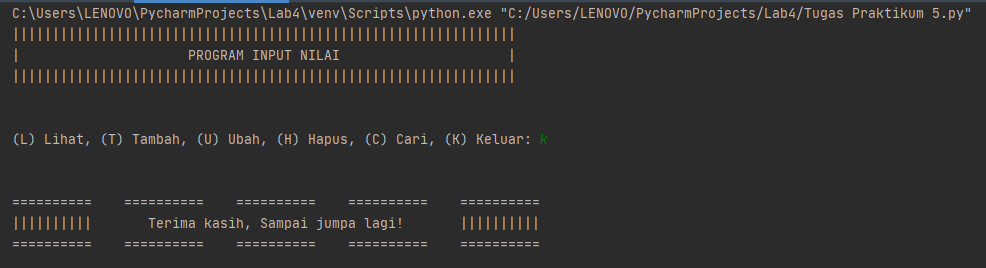 C:\Users\LENOVO\PycharmProjects\Lab4\venv\Scripts\python.exe "C:/Users/LENOVO/PycharmProjects/Lab4/Tugas Praktikum 5.py"
|||||||||||||||||||||||||||||||||||||||||||||||||||||||||||||||
|                     PROGRAM INPUT NILAI                     |
|||||||||||||||||||||||||||||||||||||||||||||||||||||||||||||||
(L) Lihat, (T) Tambah, (U) Ubah, (H) Hapus, (C) Cari, (K) Keluar: k
==========    ==========    ==========    ==========    ==========
||||||||||       Terima kasih, Sampai jumpa lagi!       ||||||||||
==========    ==========    ==========    ==========    ==========